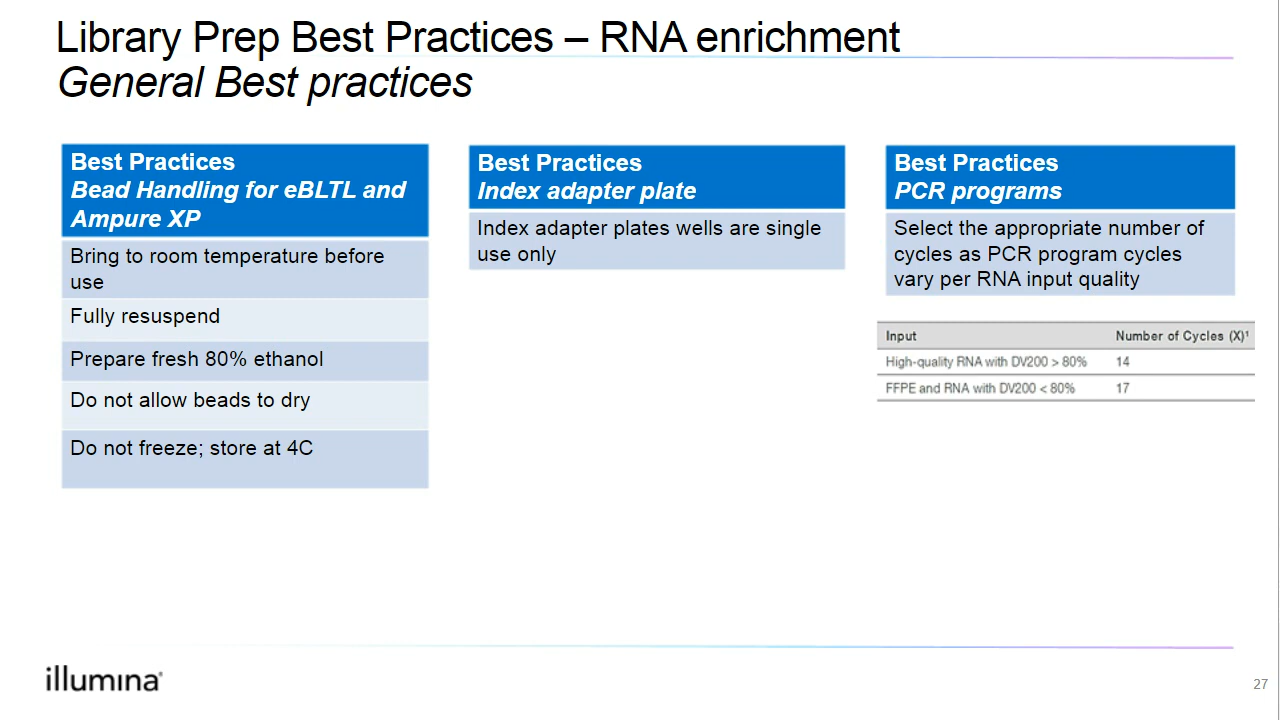 Library Prep Best Practices – RNA enrichment
General Best practices
Best Practices
Bead Handling for eBLTL and
Ampure XP
Bring to room temperature before
use
Fully resuspend
Prepare fresh 80% ethanol
Do not allow beads to dry
Do not freeze; store at 4C
Best Practices
Index adapter plate
Index adapter plates wells are single
use only
Best Practices
PCR programs
Select the appropriate number of
cycles as PCR program cycles
vary per RNA input quality
Input Number of Cycles (X)¹
High-quality RNA with DV200 > 80% 14
FFPE and RNA with DV200 < 80% 17
illumina®
27